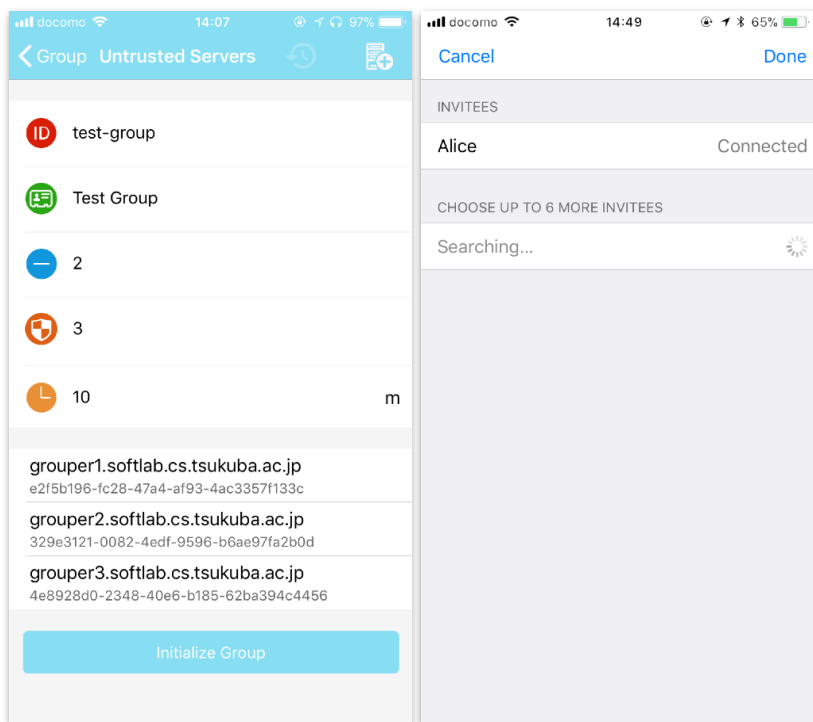 docomo 14:07 97%
Group Untrusted Servers
ID test-group
Test Group
2
3
10 m
grouper1.softlab.cs.tsukuba.ac.jp
e2f5b196-fc28-47a4-af93-4ac3357f133c
grouper2.softlab.cs.tsukuba.ac.jp
329e3121-0082-4edf-9596-b6ae97fa2b0d
grouper3.softlab.cs.tsukuba.ac.jp
4e8928d0-2348-40e6-b185-62ba394c4456
Initialize Group
docomo 14:49 65%
Cancel Done
INVITEES
Alice Connected
CHOOSE UP TO 6 MORE INVITEES
Searching...